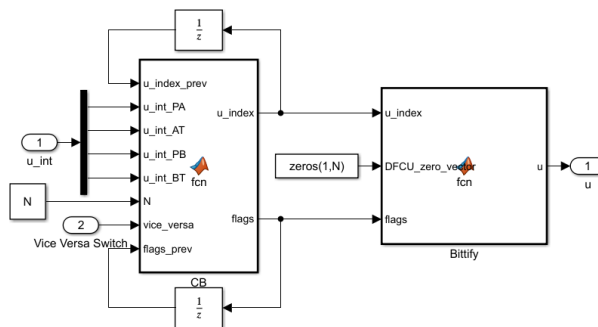 1
z
u_index_prev
u_int_PA
u_index
u_index
1
u_int_AT
u_int
u_int_PB
fcn
zeros(1,N)
DFCU_zero_vector
fcn
u
1
u
u_int_BT
N
N
2
vice_versa
flags
flags
Vice Versa Switch
flags_prev
Bittify
CB
1
z